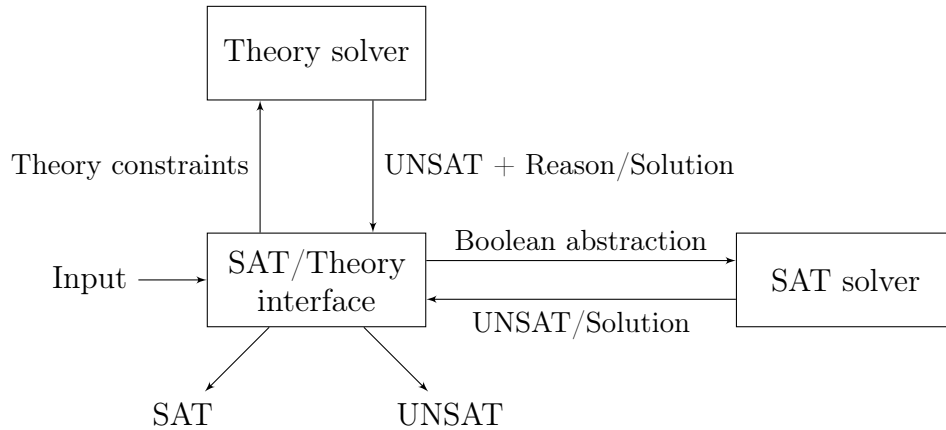 Theory solver
Theory constraints
UNSAT + Reason/Solution
Input
SAT/Theory
interface
Boolean abstraction
UNSAT/Solution
SAT solver
SAT
UNSAT